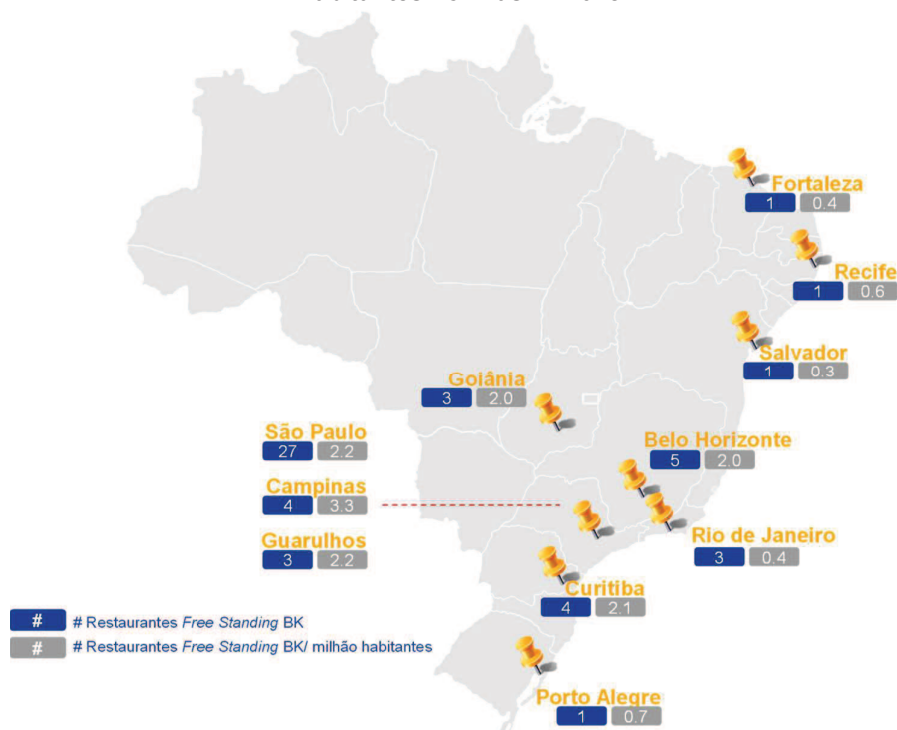 Fortaleza
1 0.4
Recife
1 0.6
Salvador
1 0.3
Goiânia
3 2.0
São Paulo
27 2.2
Campinas
4 3.3
Guarulhos
3 2.2
Belo Horizonte
5 2.0
Rio de Janeiro
3 0.4
Curitiba
4 2.1
Porto Alegre
1 0.7
# # Restaurantes Free Standing BK
# # Restaurantes Free Standing BK/ milhão habitantes